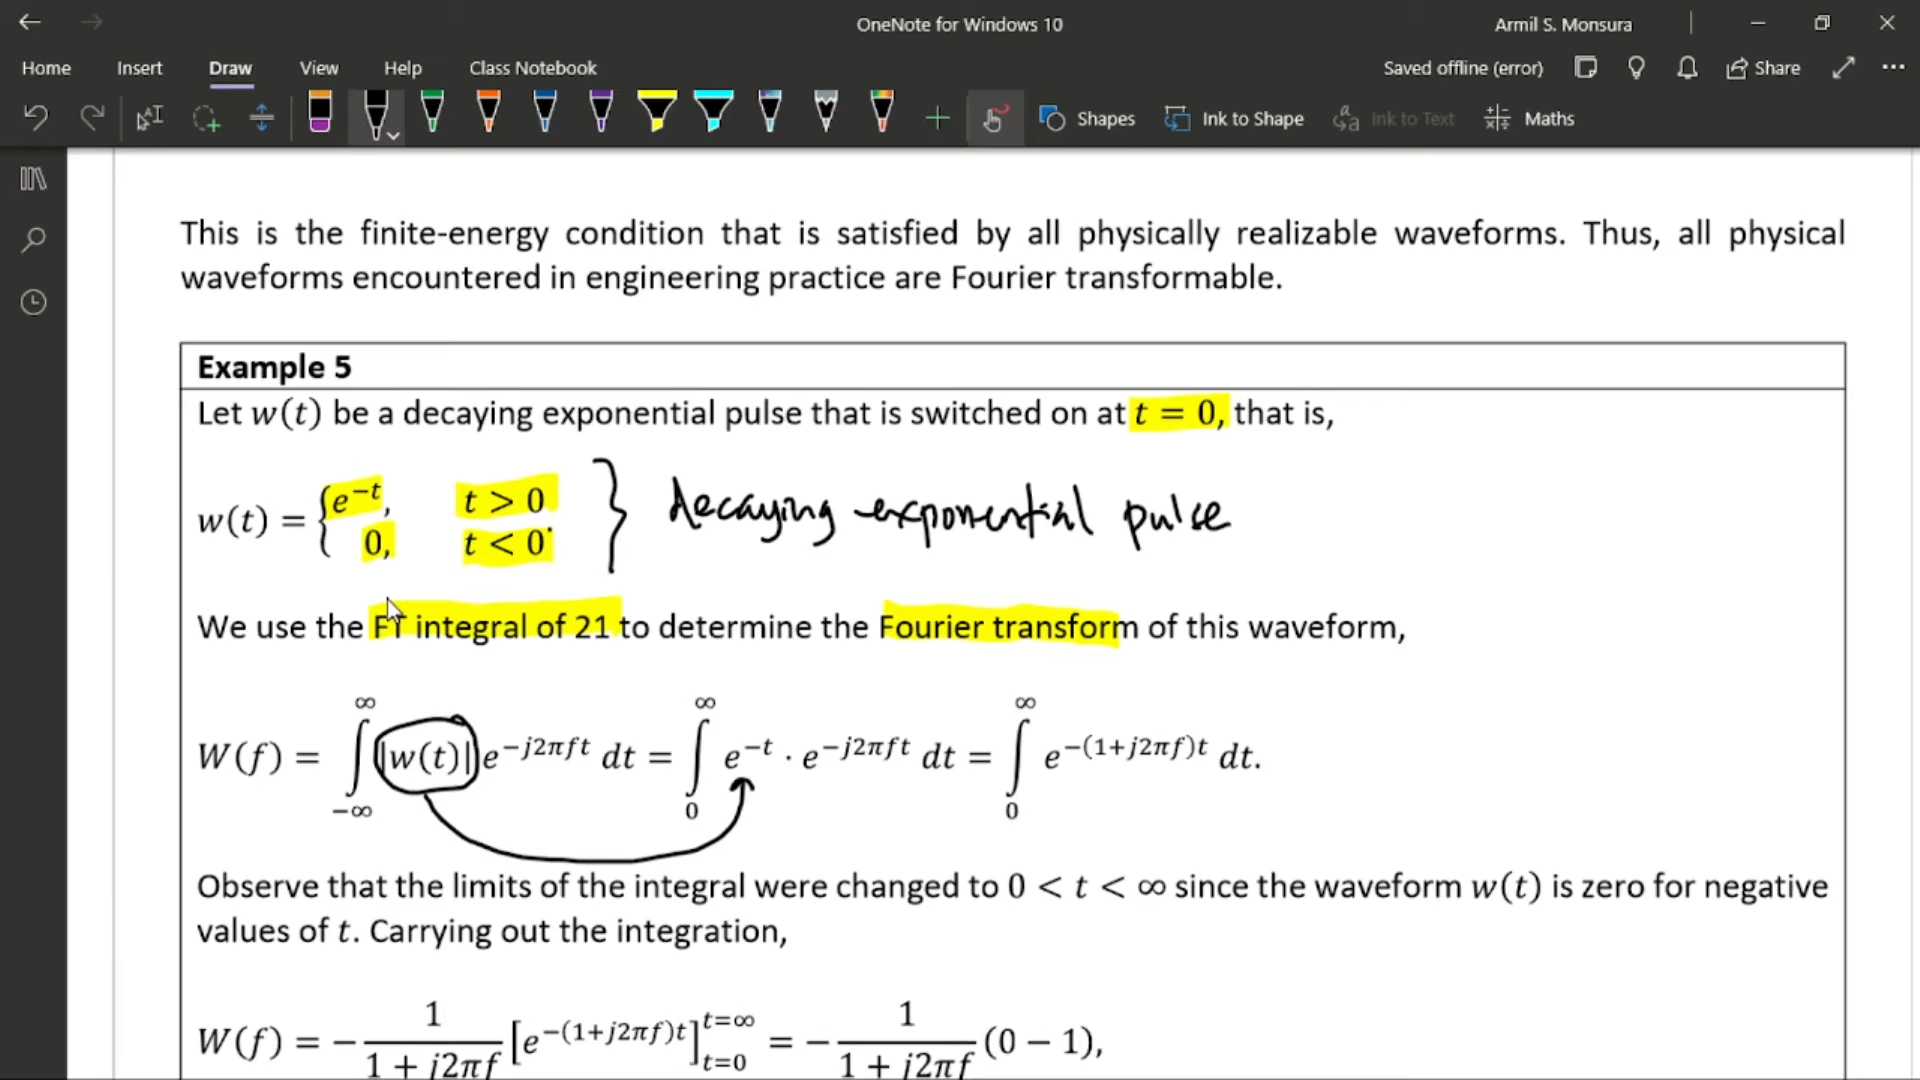 OneNote for Windows 10
Armil S. Monsura
Home Insert Draw View Help Class Notebook
Saved offline (error) Share
Shapes Ink to Shape Ink to Text Maths
This is the finite-energy condition that is satisfied by all physically realizable waveforms. Thus, all physical
waveforms encountered in engineering practice are Fourier transformable.
Example 5
Let w(t) be a decaying exponential pulse that is switched on at t = 0, that is,
w(t) = { e^{−t}, t > 0
0, t < 0 .
} decaying exponential pulse
We use the FT integral of 21 to determine the Fourier transform of this waveform,
W(f) = ∫_{−∞}^{∞} |w(t)|e^{−j2πft} dt = ∫_{0}^{∞} e^{−t} · e^{−j2πft} dt = ∫_{0}^{∞} e^{−(1+j2πf)t} dt.
Observe that the limits of the integral were changed to 0 < t < ∞ since the waveform w(t) is zero for negative
values of t. Carrying out the integration,
W(f) = − 1/(1 + j2πf) [e^{−(1+j2πf)t}]_{t=0}^{t=∞} = − 1/(1 + j2πf) (0 − 1),